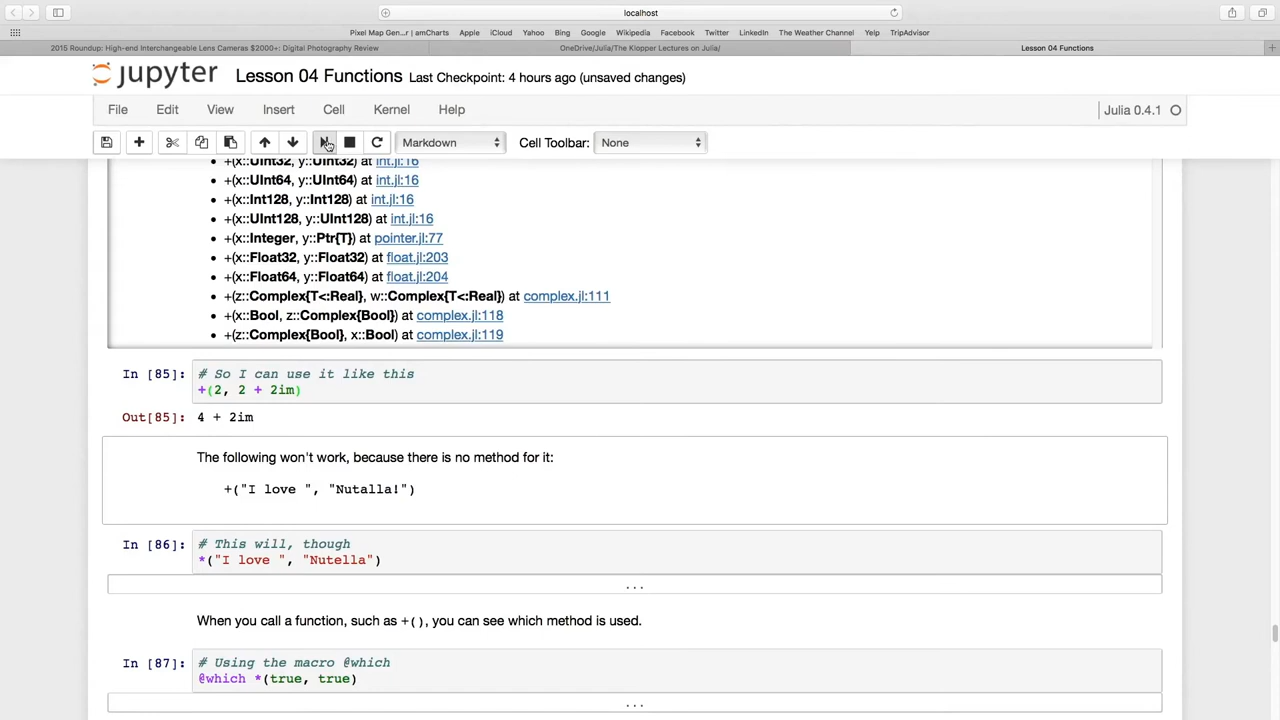 localhost
Pixel Map Gen...r | amCharts Apple iCloud Yahoo Bing Google Wikipedia Facebook Twitter LinkedIn The Weather Channel Yelp TripAdvisor
2015 Roundup: High-end Interchangeable Lens Cameras $2000+: Digital Photography Review OneDrive/Julia/The Klopper Lectures on Julia/ Lesson 04 Functions
jupyter Lesson 04 Functions Last Checkpoint: 4 hours ago (unsaved changes)
File Edit View Insert Cell Kernel Help Julia 0.4.1
Markdown Cell Toolbar: None
+(x::UInt32, y::UInt32) at int.jl:16
+(x::UInt64, y::UInt64) at int.jl:16
+(x::Int128, y::Int128) at int.jl:16
+(x::UInt128, y::UInt128) at int.jl:16
+(x::Integer, y::Ptr{T}) at pointer.jl:77
+(x::Float32, y::Float32) at float.jl:203
+(x::Float64, y::Float64) at float.jl:204
+(z::Complex{T<:Real}, w::Complex{T<:Real}) at complex.jl:111
+(x::Bool, z::Complex{Bool}) at complex.jl:118
+(z::Complex{Bool}, x::Bool) at complex.jl:119
In [85]: # So I can use it like this
+(2, 2 + 2im)
Out[85]: 4 + 2im
The following won't work, because there is no method for it:
+("I love ", "Nutalla!")
In [86]: # This will, though
*("I love ", "Nutella")
...
When you call a function, such as +(), you can see which method is used.
In [87]: # Using the macro @which
@which *(true, true)
...